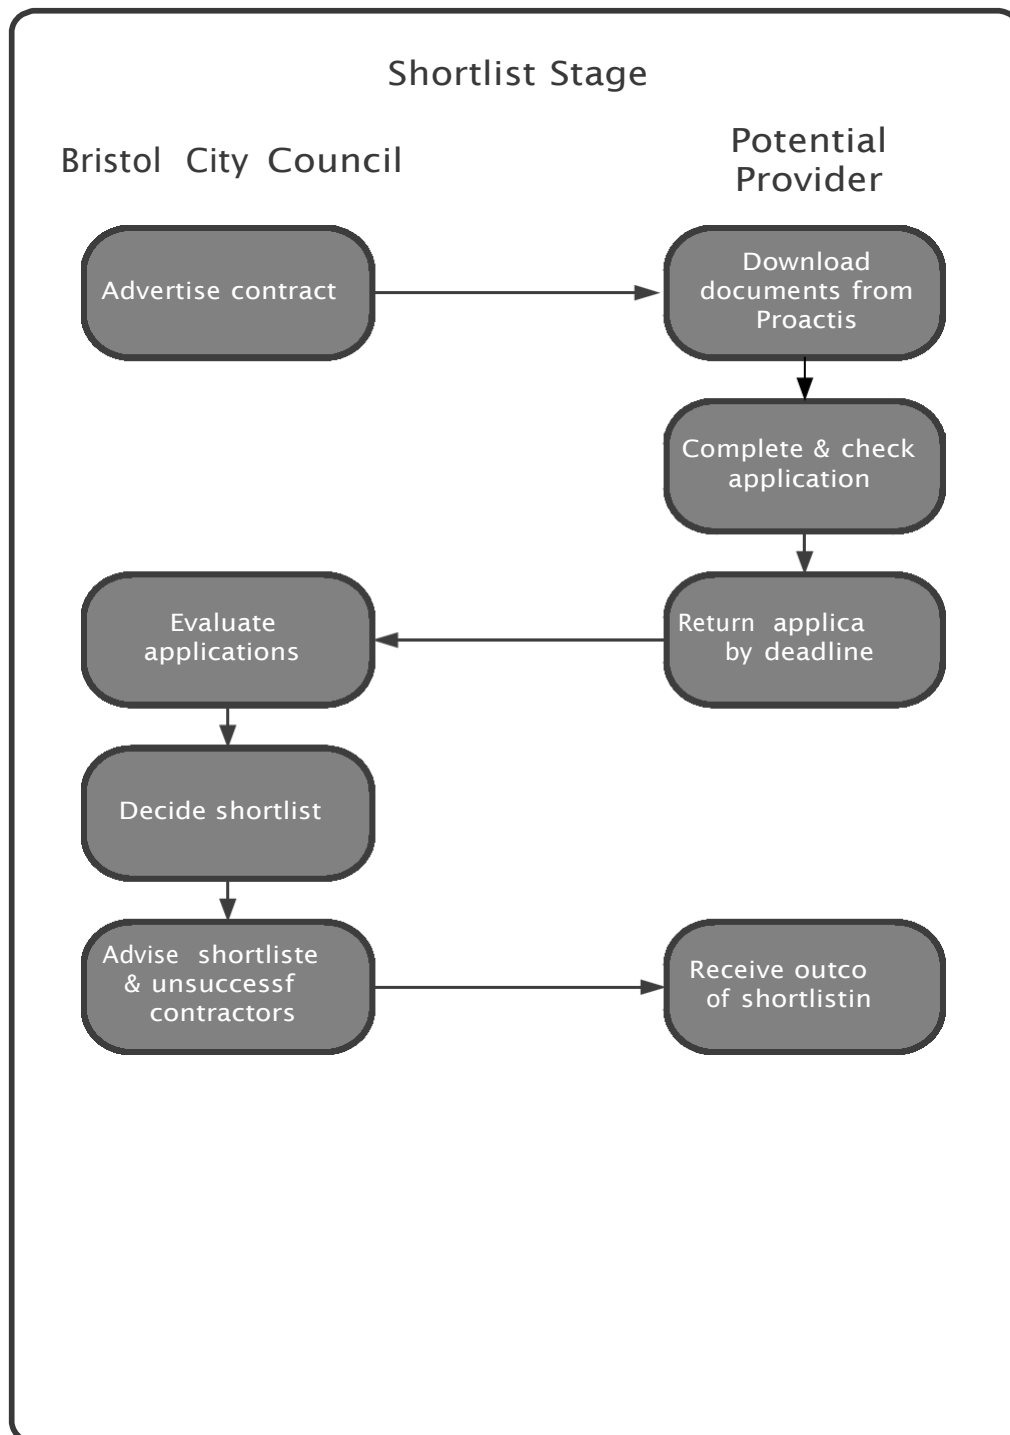 Shortlist Stage
Bristol City Council
Potential
Provider
Advertise contract
Download
documents from
Proactis
Complete & check
application
Return applica
by deadline
Evaluate
applications
Decide shortlist
Advise shortliste
& unsuccessf
contractors
Receive outco
of shortlistin